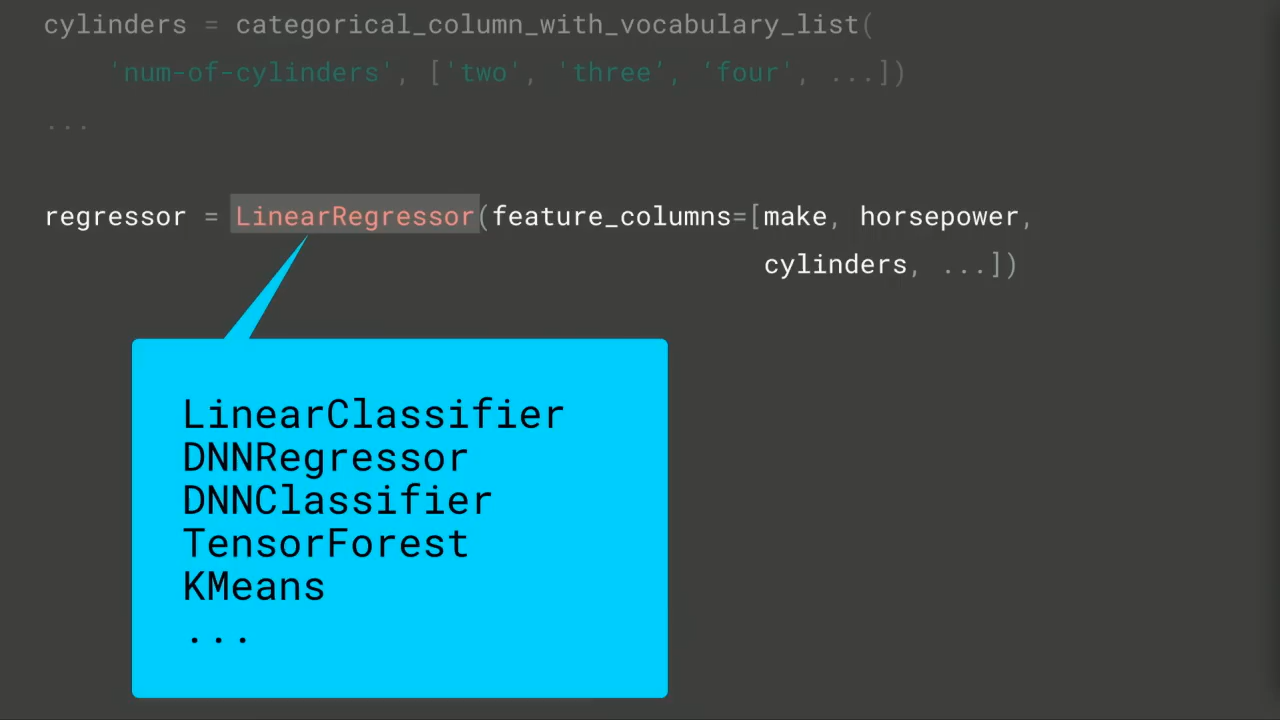 cylinders = categorical_column_with_vocabulary_list(
'num-of-cylinders', ['two', 'three', 'four', ...])
...
regressor = LinearRegressor(feature_columns=[make, horsepower,
cylinders, ...])
LinearClassifier
DNNRegressor
DNNClassifier
TensorForest
KMeans
...